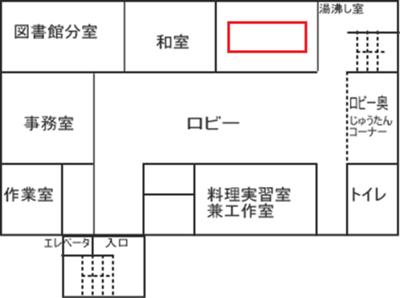 湯沸し室
図書館分室
和室
事務室
ロビー
ロビー奥
じゅうたん
コーナー
作業室
料理実習室
兼工作室
トイレ
エレベータ
入口